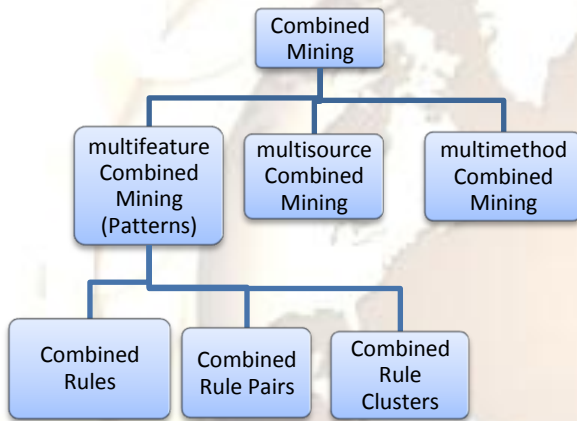 Combined
Mining
multifeature
Combined
Mining
(Patterns)
multisource
Combined
Mining
multimethod
Combined
Mining
Combined
Rules
Combined
Rule Pairs
Combined
Rule
Clusters